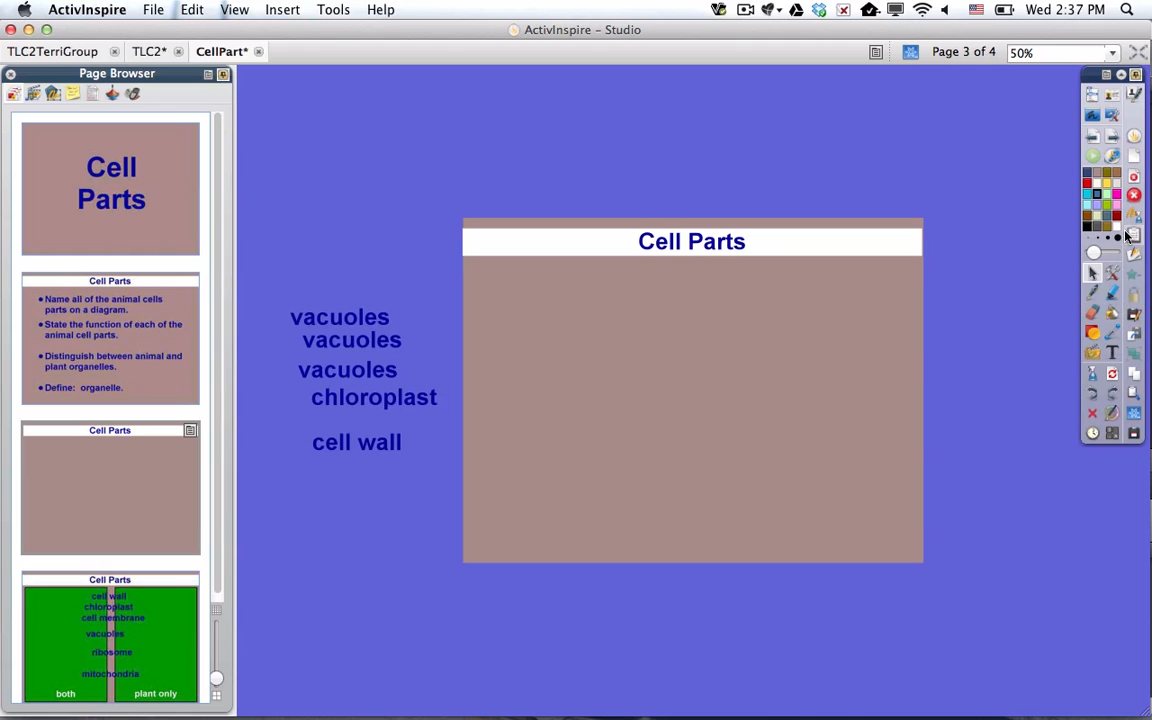 ActivInspire File Edit View Insert Tools Help Wed 2:37 PM
ActivInspire – Studio
TLC2TerriGroup TLC2* CellPart* Page 3 of 4 50%
Page Browser
Cell
Parts
Cell Parts
Name all of the animal cells
parts on a diagram.
State the function of each of the
animal cell parts.
Distinguish between animal and
plant organelles.
Define: organelle.
Cell Parts
Cell Parts
cell wall
chloroplast
cell membrane
vacuoles
ribosome
mitochondria
both plant only
Cell Parts
vacuoles
vacuoles
vacuoles
chloroplast
cell wall
T